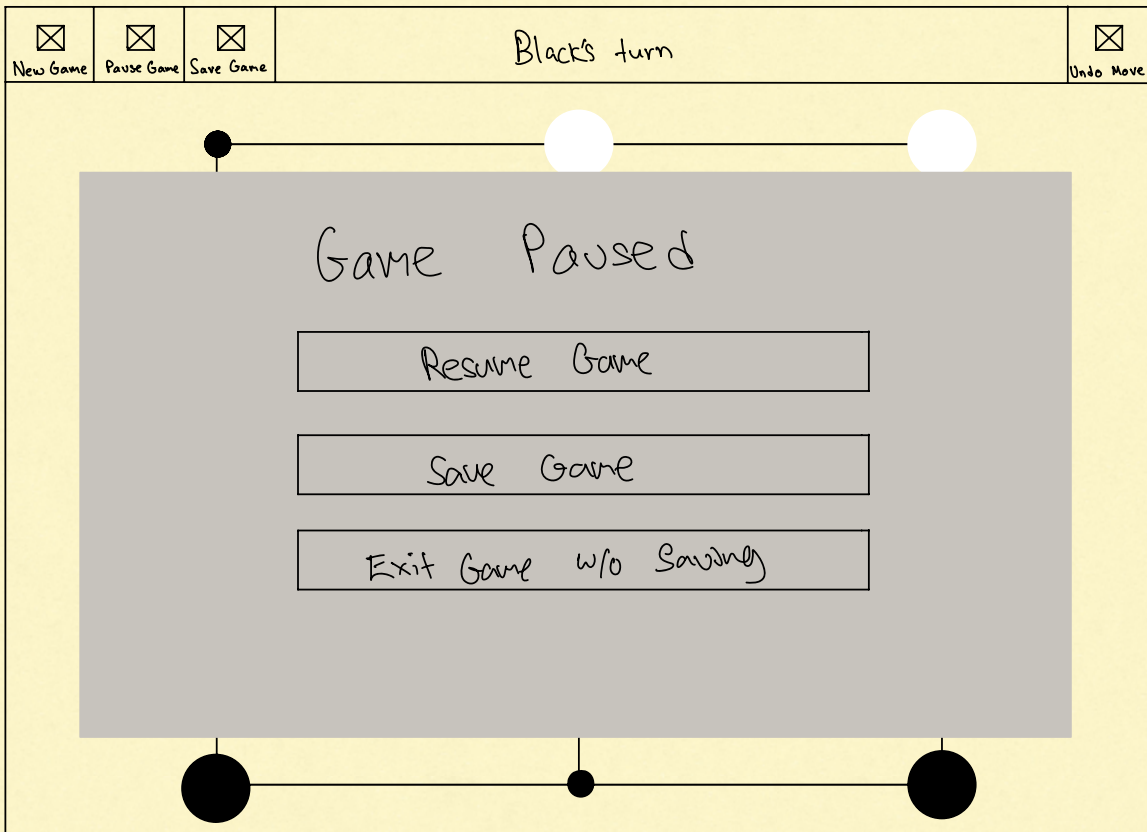 New Game
Pause Game
Save Game
Black's turn
Undo Move
Game Paused
Resume Game
Save Game
Exit Game w/o Saving